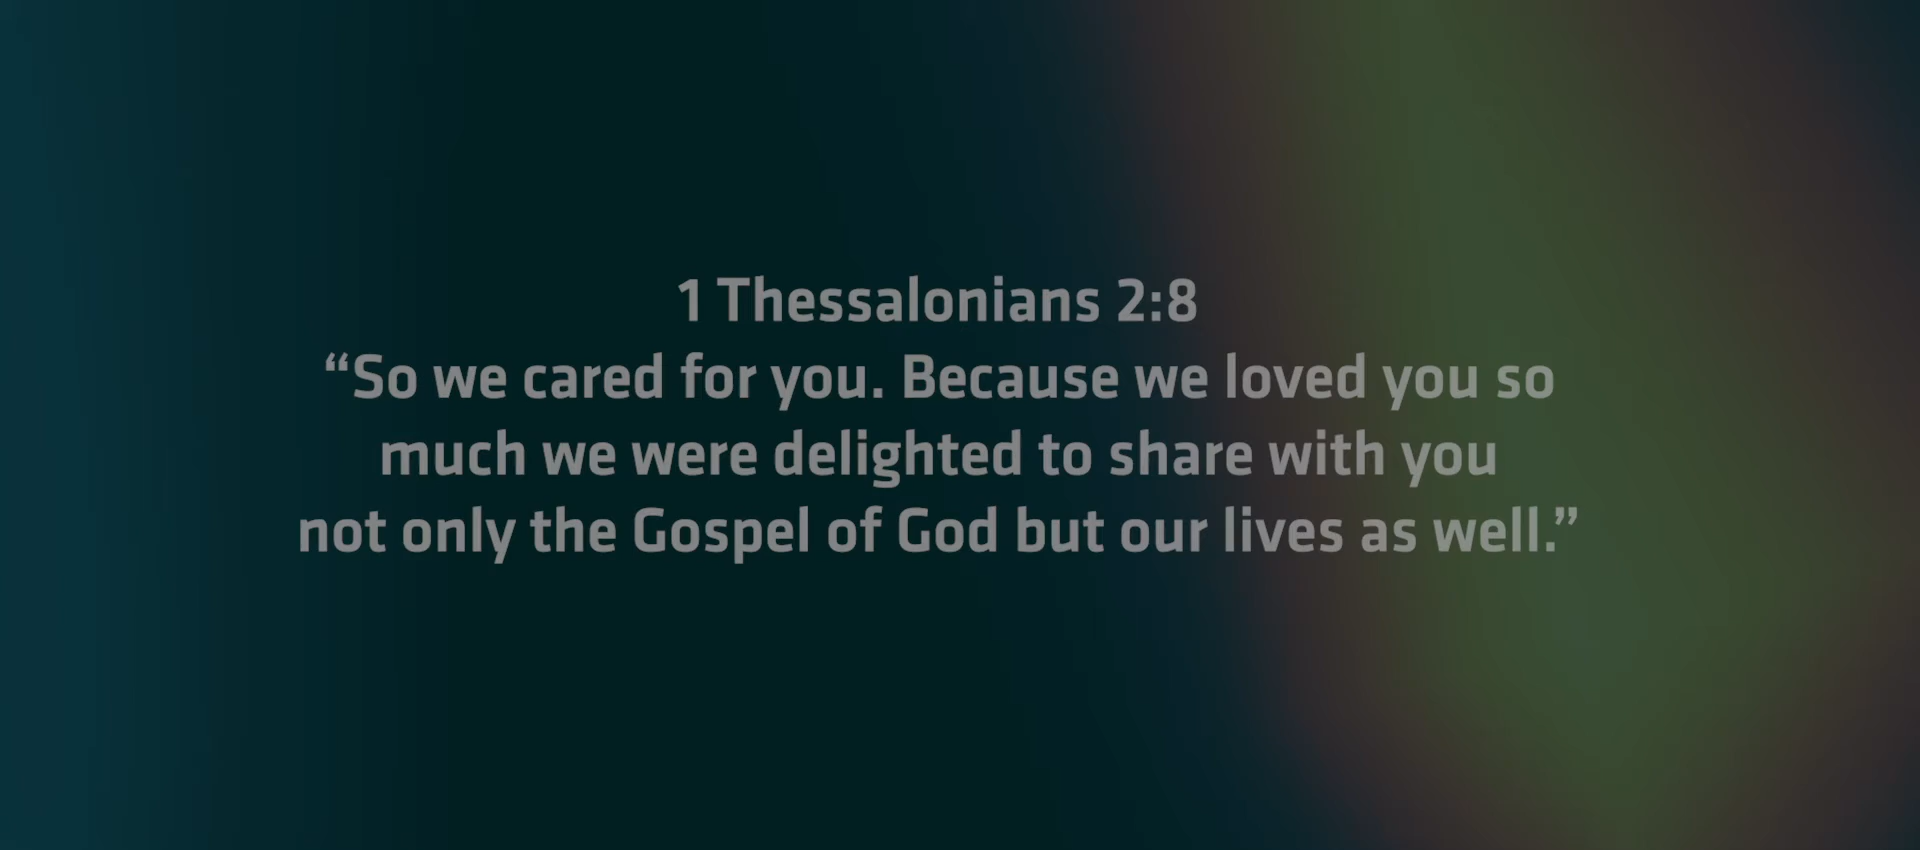 1 Thessalonians 2:8
“So we cared for you. Because we loved you so
much we were delighted to share with you
not only the Gospel of God but our lives as well.”